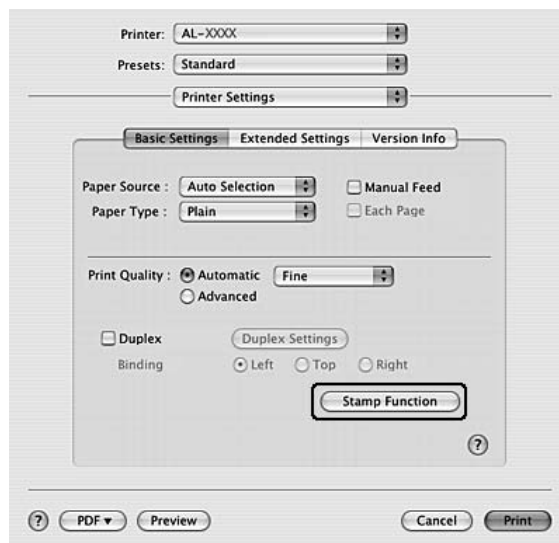 Printer: AL-XXXX
Presets: Standard
Printer Settings
Basic Settings Extended Settings Version Info
Paper Source : Auto Selection Manual Feed
Paper Type : Plain Each Page
Print Quality : Automatic Fine
Advanced
Duplex Duplex Settings
Binding Left Top Right
Stamp Function
?
? PDF▼ Preview Cancel Print